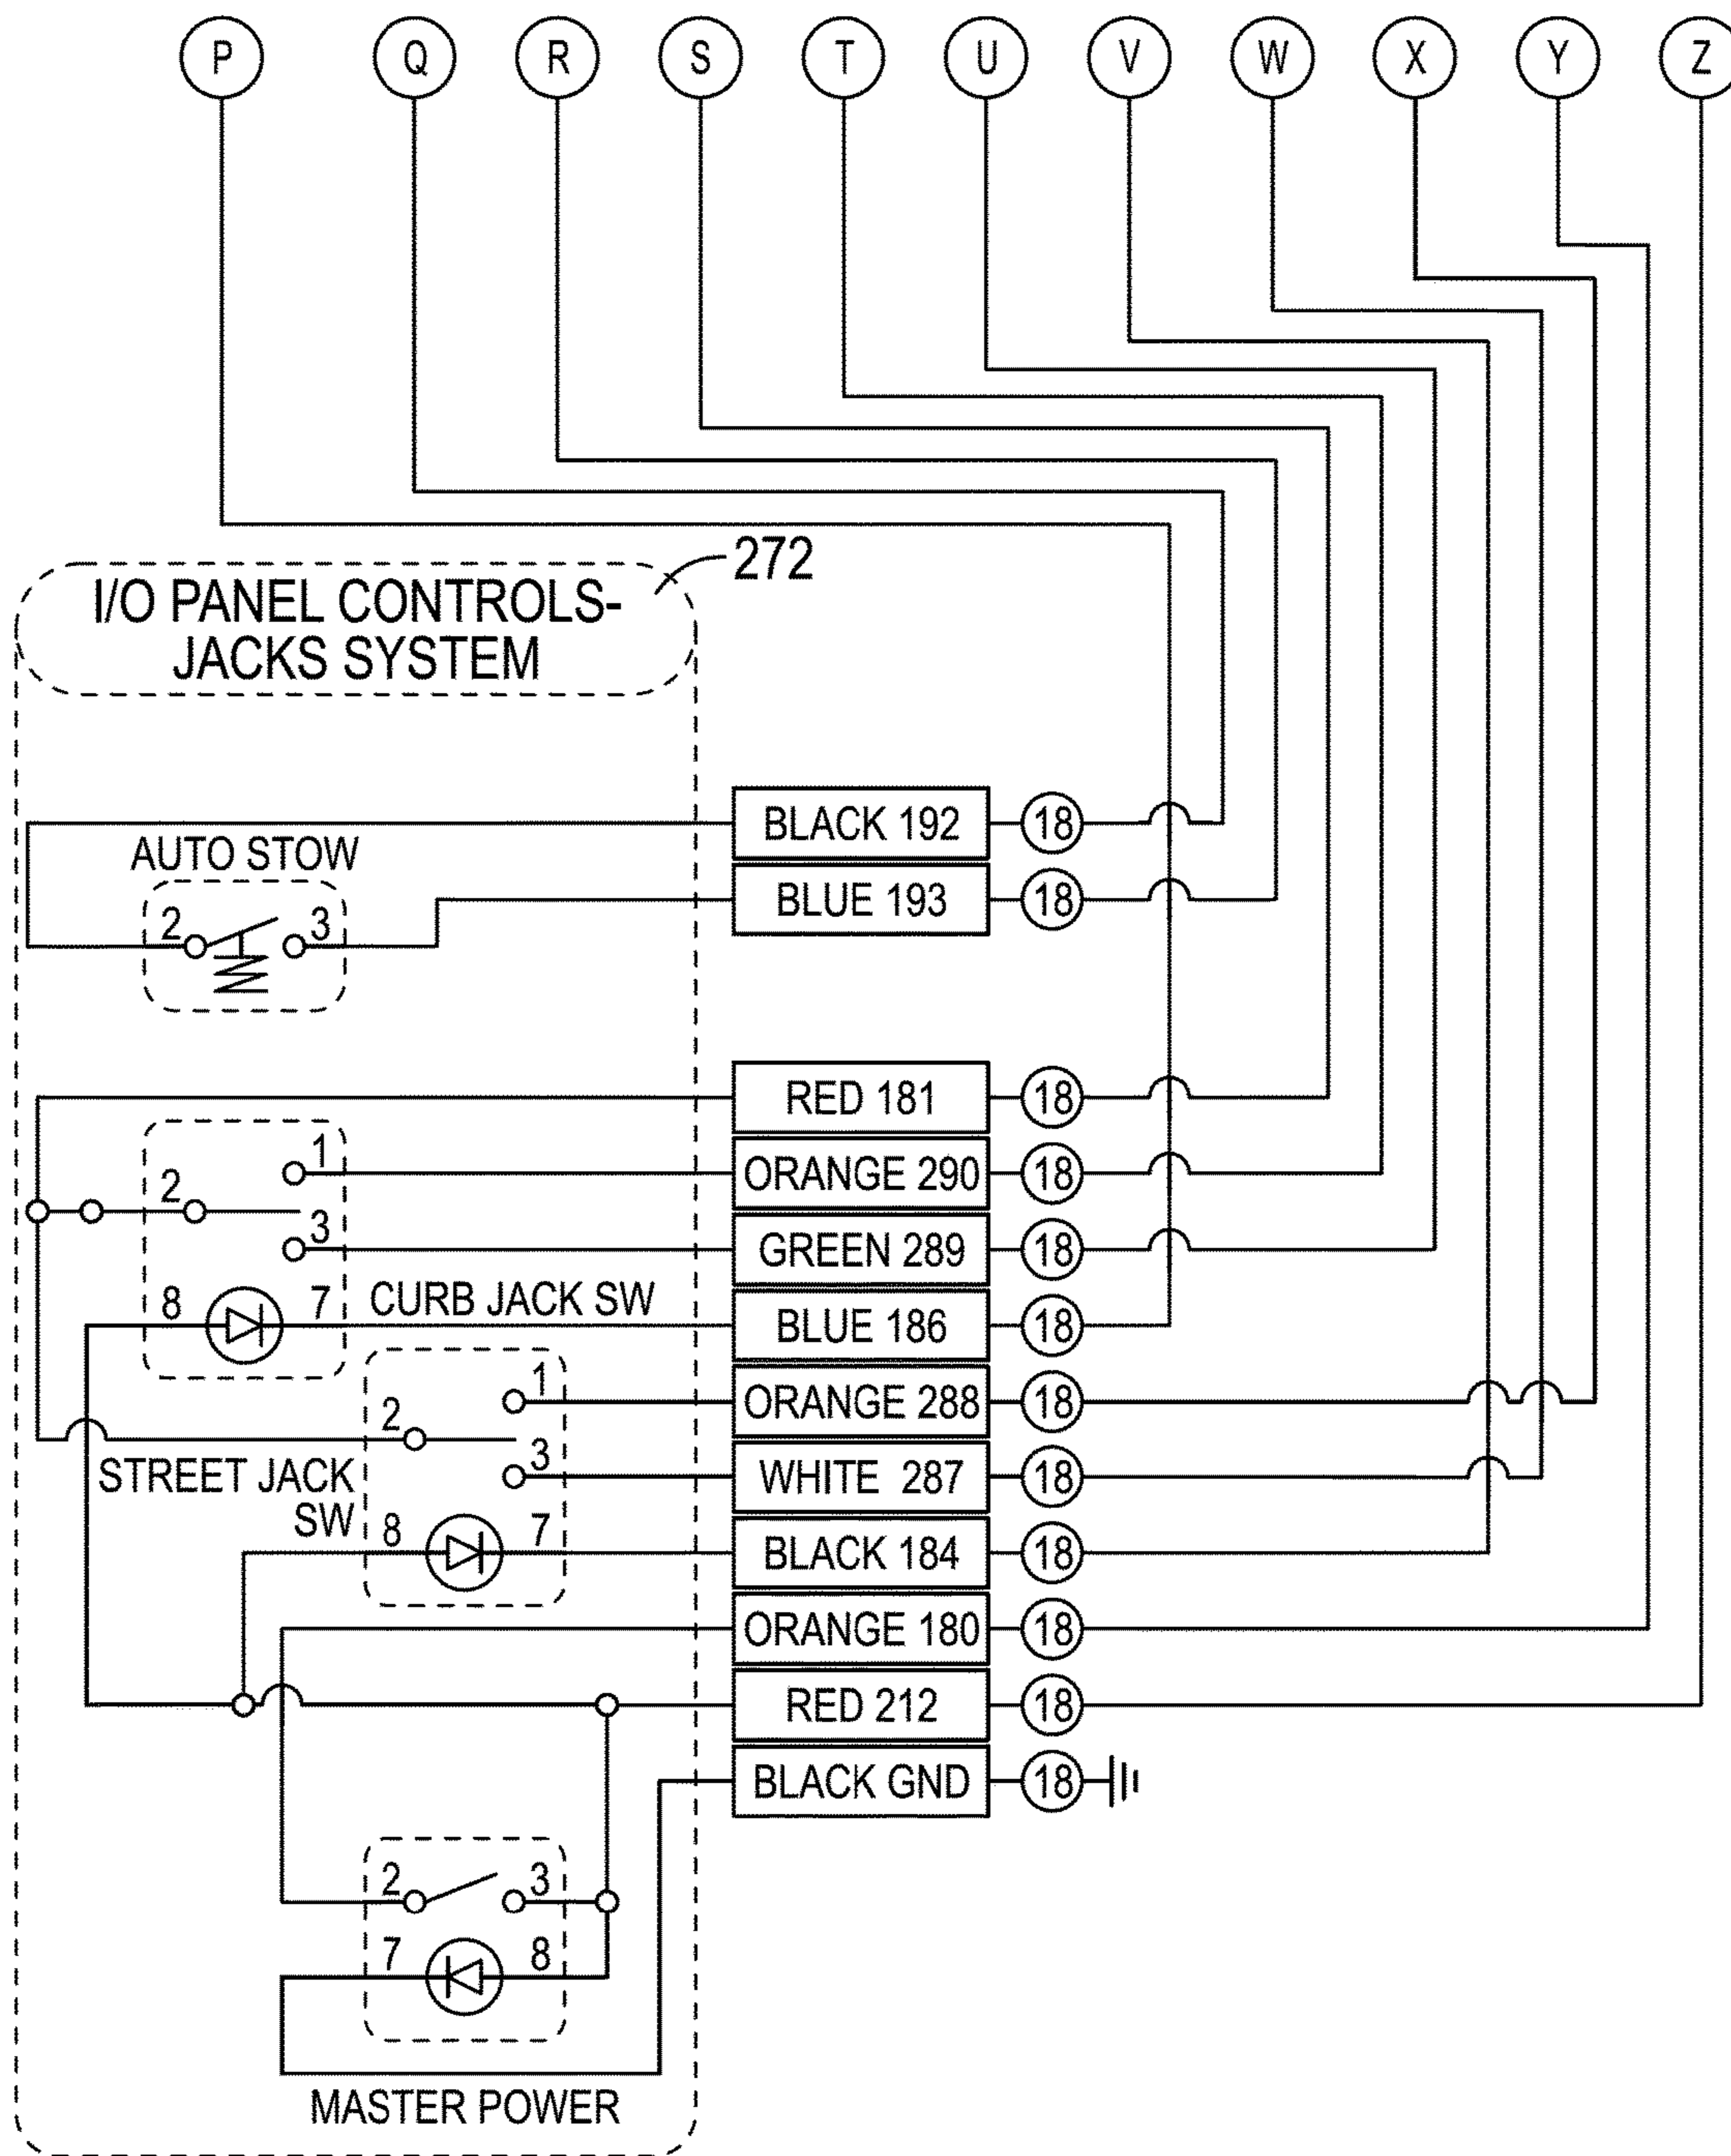 P Q R S T U V W X Y Z
272
I/O PANEL CONTROLS-
JACKS SYSTEM
BLACK 192 18
AUTO STOW
BLUE 193 18
2 3
RED 181 18
1
ORANGE 290 18
2
3
GREEN 289 18
8 7 CURB JACK SW
BLUE 186 18
1
ORANGE 288 18
2
3
STREET JACK
SW
WHITE 287 18
8 7
BLACK 184 18
ORANGE 180 18
RED 212 18
BLACK GND 18
2 3
7 8
MASTER POWER